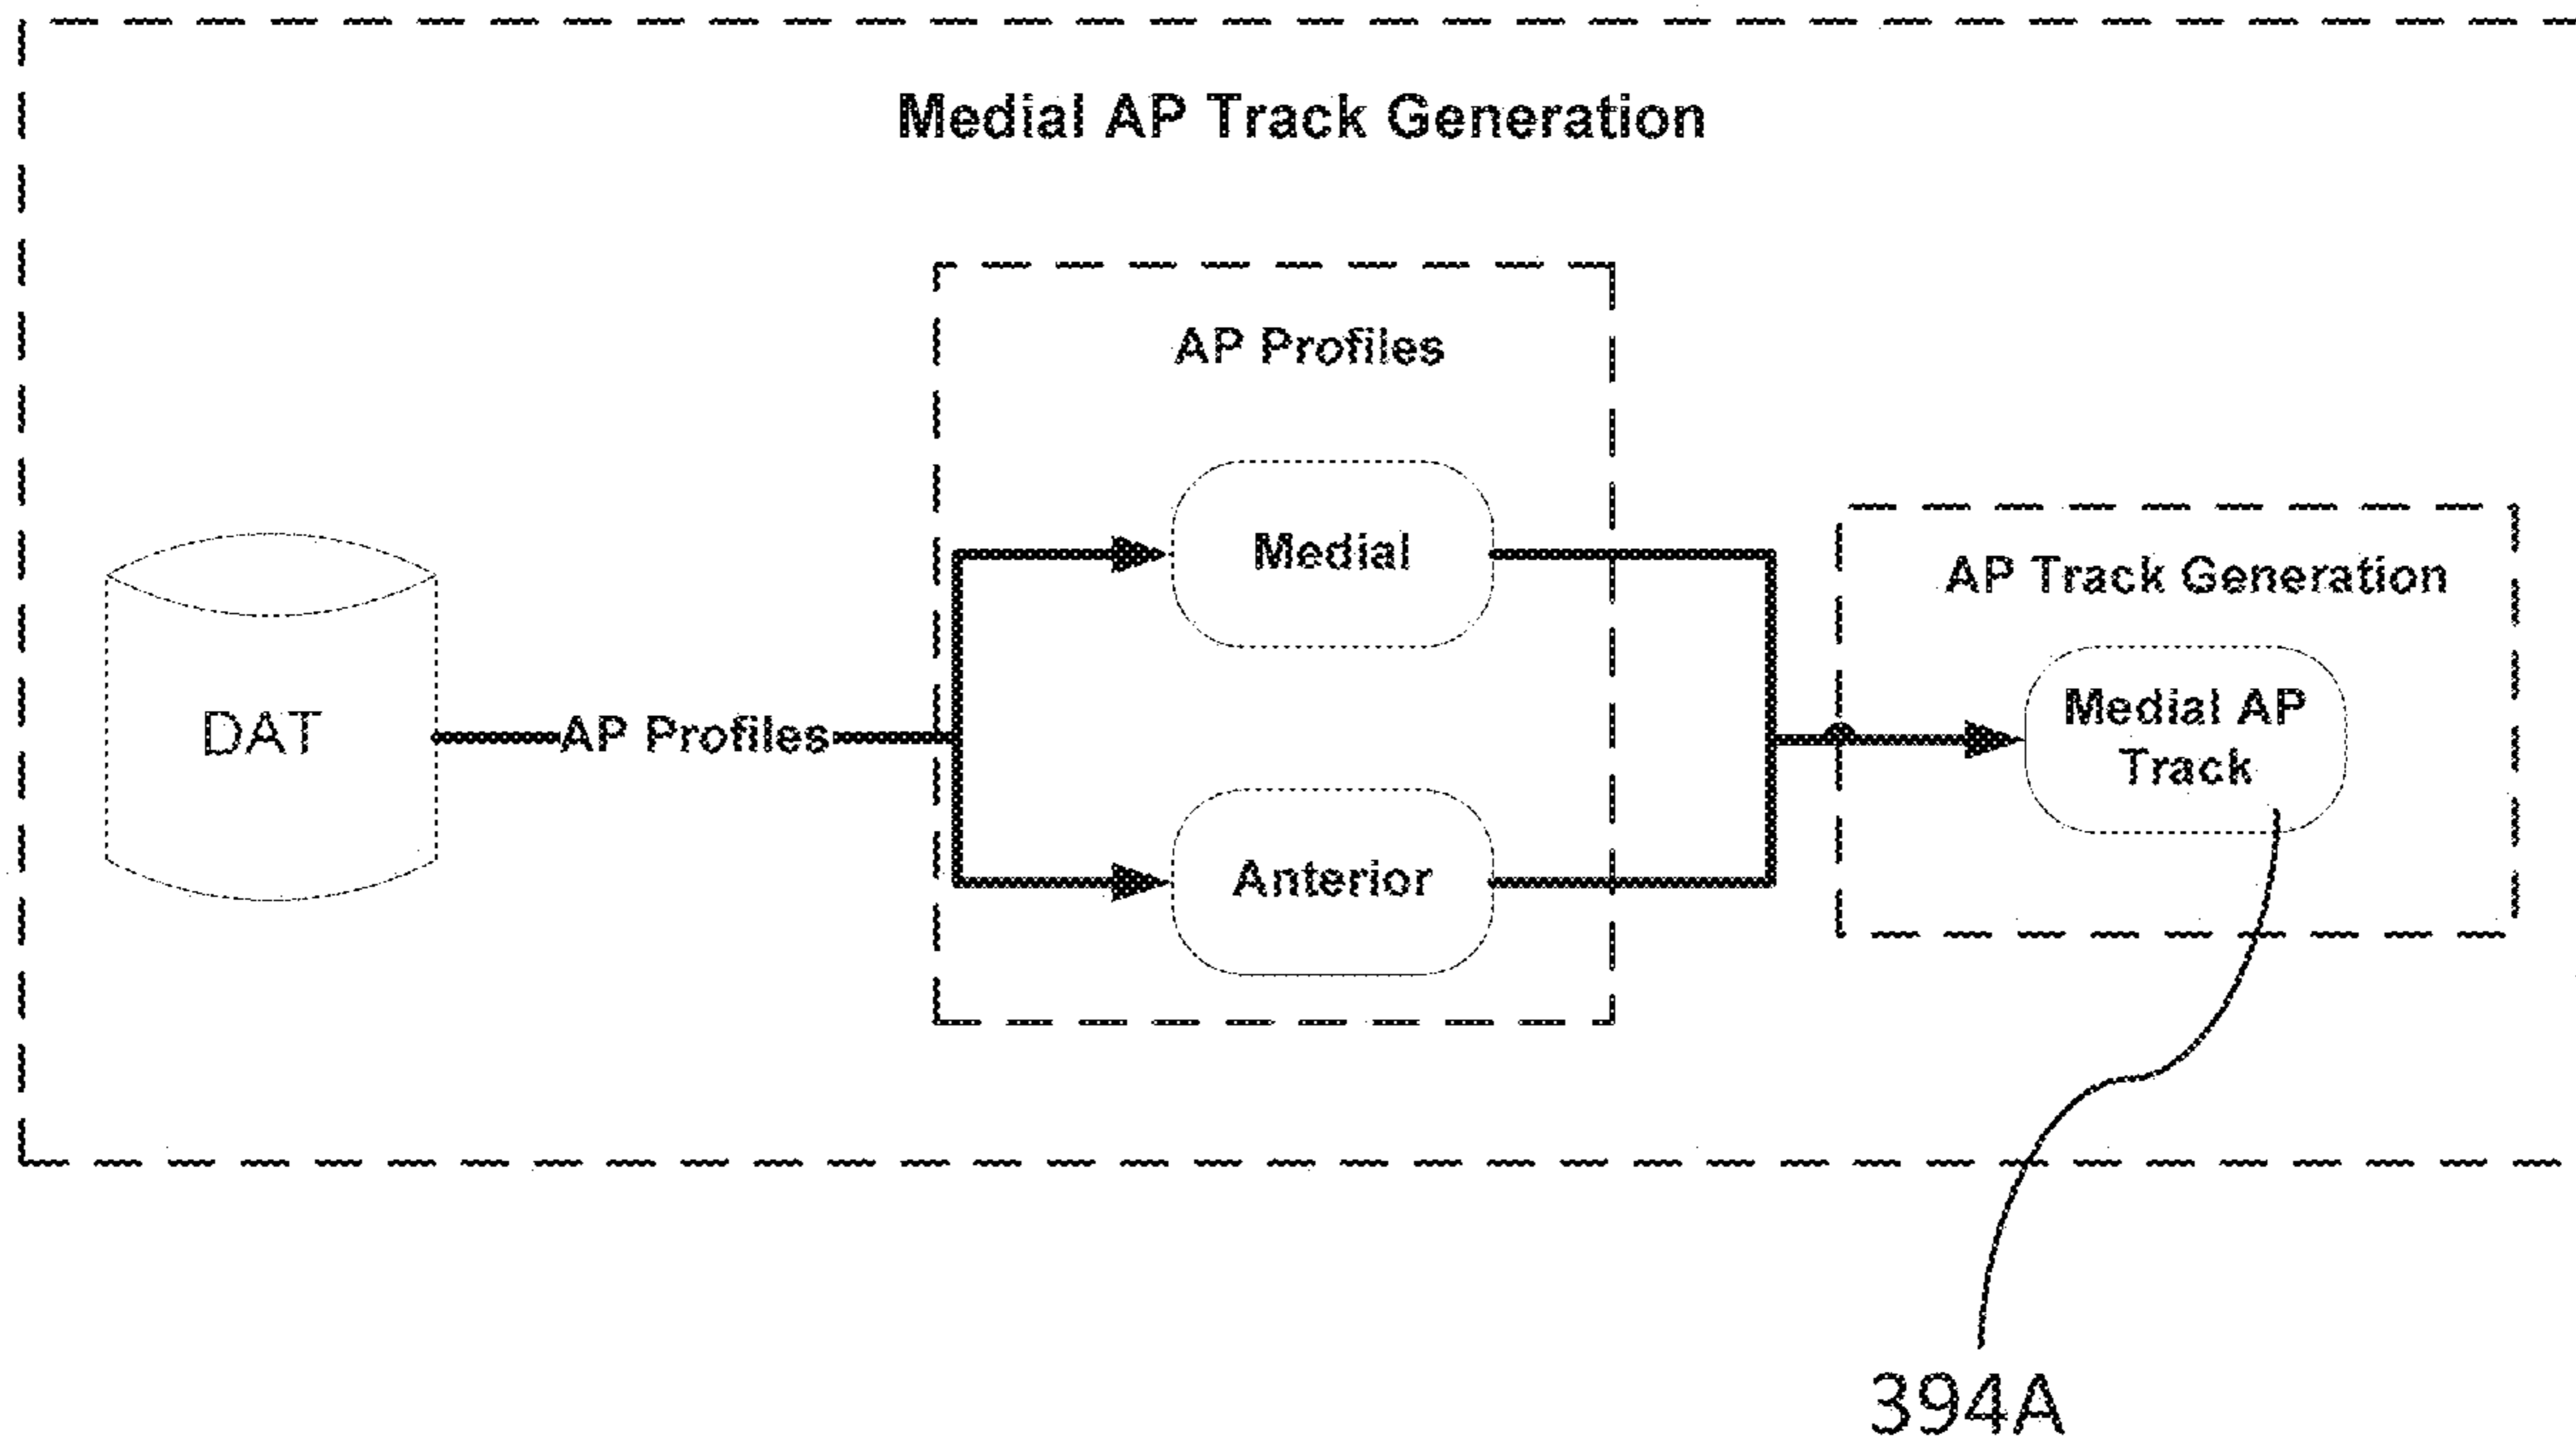 Medial AP Track Generation
AP Profiles
Medial
AP Track Generation
DAT
AP Profiles
Medial AP
Track
Anterior
394A